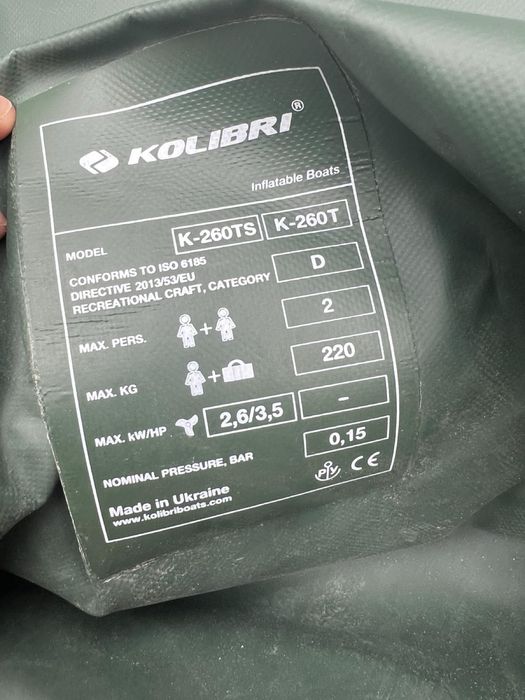 KOLIBRI®
Inflatable Boats
MODEL K-260TS K-260T
CONFORMS TO ISO 6185
DIRECTIVE 2013/53/EU
RECREATIONAL CRAFT, CATEGORY D
MAX. PERS. + 2
MAX. KG + 220
MAX. kW/HP 2,6/3,5 –
NOMINAL PRESSURE, BAR 0,15
Made in Ukraine
www.kolibriboats.com
CE